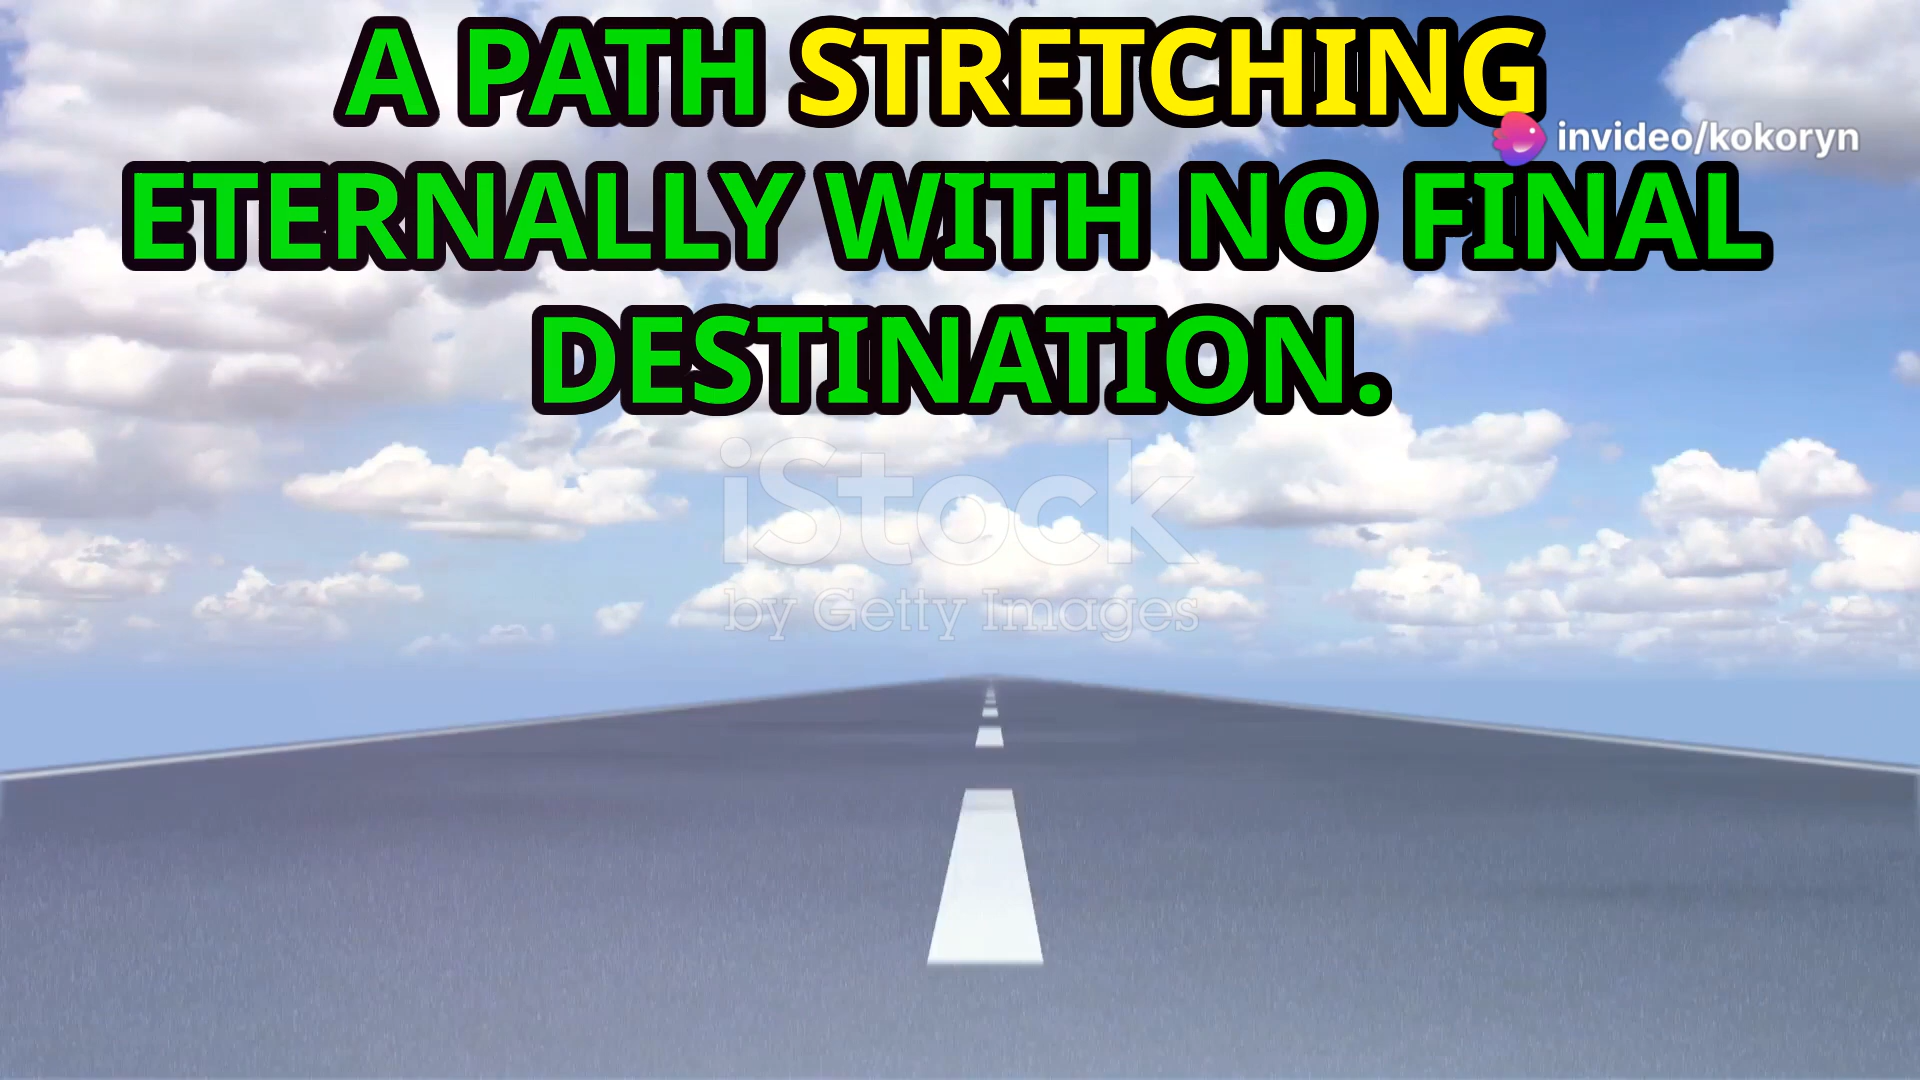 A PATH STRETCHING
invideo/kokoryn
ETERNALLY WITH NO FINAL
DESTINATION.
iStock
by Getty Images